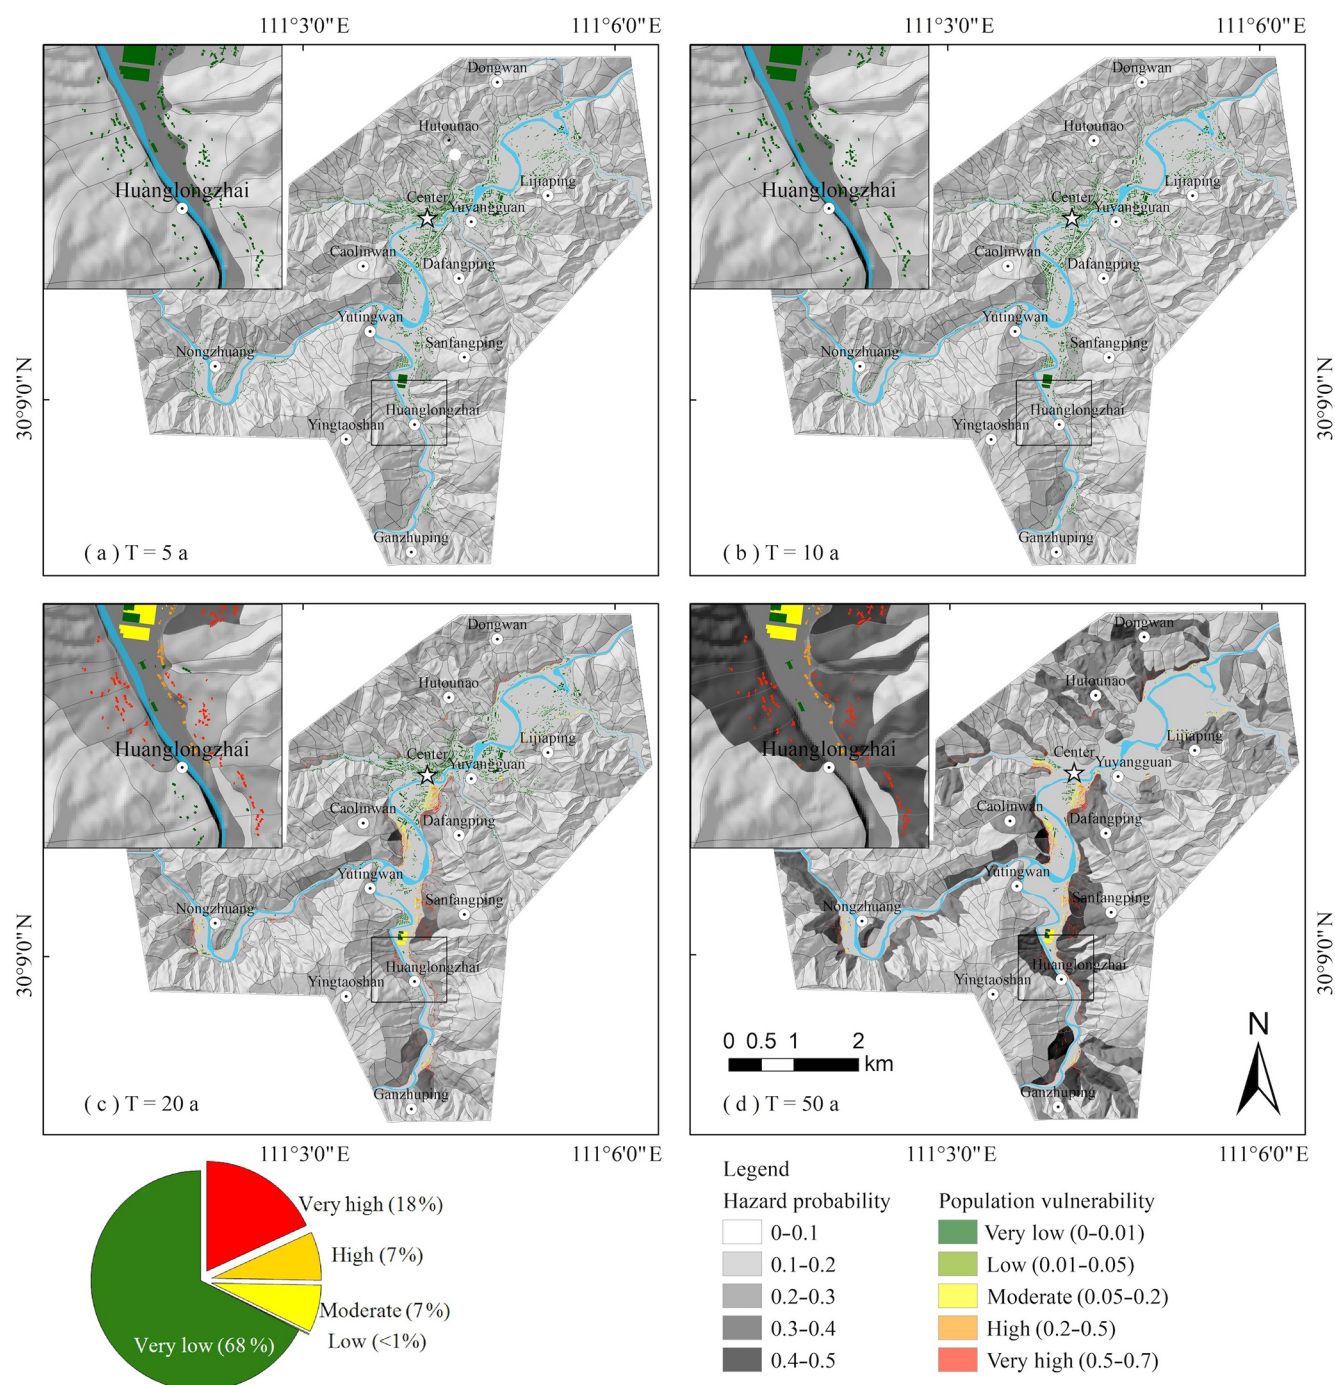 111°3'0"E
111°6'0"E
111°3'0"E
111°6'0"E
Huanglongzhai
Dongwan
Hutounao
Lijiaping
Center
Yuyangguan
Caolinwan
Dafangping
Yutingwan
Nongzhuang
Sanfangping
Huanglongzhai
Yingtaoshan
Ganzhuping
30°9'0"N
( a ) T = 5 a
Huanglongzhai
Dongwan
Hutounao
Lijiaping
Center
Yuyangguan
Caolinwan
Dafangping
Yutingwan
Nongzhuang
Sanfangping
Huanglongzhai
Yingtaoshan
Ganzhuping
30°9'0"N
( b ) T = 10 a
Huanglongzhai
Dongwan
Hutounao
Lijiaping
Center
Yuyangguan
Caolinwan
Dafangping
Yutingwan
Nongzhuang
Sanfangping
Huanglongzhai
Yingtaoshan
Ganzhuping
30°9'0"N
( c ) T = 20 a
Huanglongzhai
Dongwan
Hutounao
Lijiaping
Center
Yuyangguan
Caolinwan
Dafangping
Yutingwan
Nongzhuang
Sanfangping
Huanglongzhai
Yingtaoshan
Ganzhuping
30°9'0"N
0 0.5 1 2
km
N
( d ) T = 50 a
111°3'0"E
111°6'0"E
111°3'0"E
111°6'0"E
Very high (18%)
High (7%)
Moderate (7%)
Low (<1%)
Very low (68%)
Legend
Hazard probability
0–0.1
0.1–0.2
0.2–0.3
0.3–0.4
0.4–0.5
Population vulnerability
Very low (0–0.01)
Low (0.01–0.05)
Moderate (0.05–0.2)
High (0.2–0.5)
Very high (0.5–0.7)